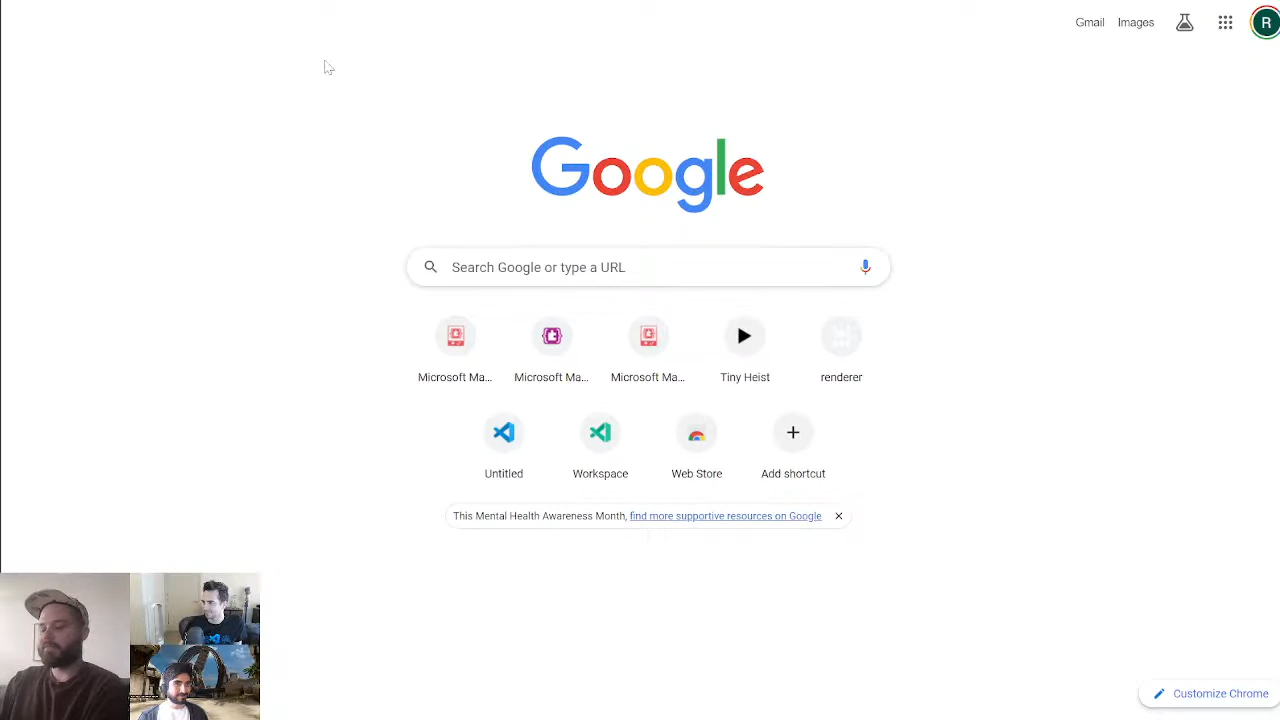 Gmail Images R
Google
Search Google or type a URL
Microsoft Ma... Microsoft Ma... Microsoft Ma... Tiny Heist renderer
Untitled Workspace Web Store Add shortcut
This Mental Health Awareness Month, find more supportive resources on Google
Customize Chrome